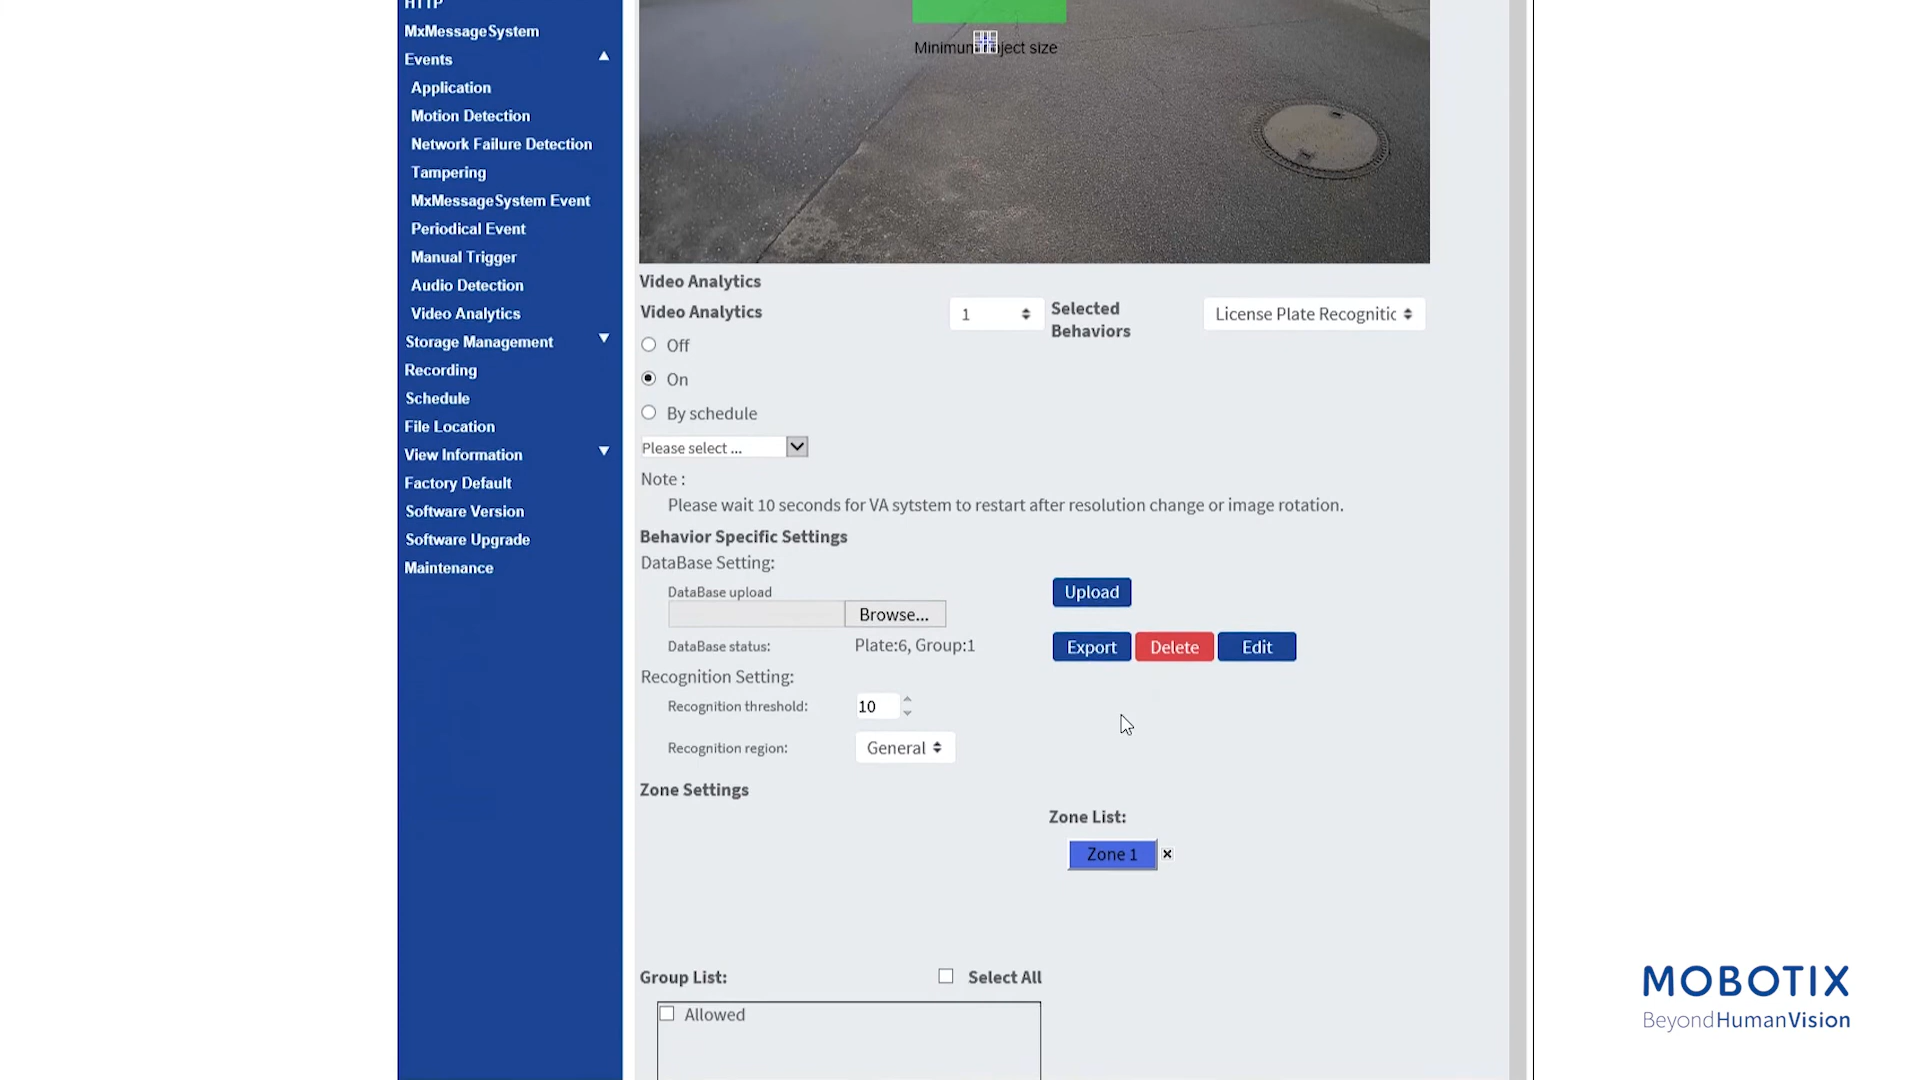 HTTP
MxMessageSystem
Events
Application
Motion Detection
Network Failure Detection
Tampering
MxMessageSystem Event
Periodical Event
Manual Trigger
Audio Detection
Video Analytics
Storage Management
Recording
Schedule
File Location
View Information
Factory Default
Software Version
Software Upgrade
Maintenance
Minimum ject size
Video Analytics
Video Analytics 1 Selected Behaviors License Plate Recognitic
Off
On
By schedule
Please select ...
Note :
Please wait 10 seconds for VA sytstem to restart after resolution change or image rotation.
Behavior Specific Settings
DataBase Setting:
DataBase upload
Browse... Upload
DataBase status: Plate:6, Group:1 Export Delete Edit
Recognition Setting:
Recognition threshold: 10
Recognition region: General
Zone Settings
Zone List:
Zone 1
Group List: Select All
Allowed
MOBOTIX
BeyondHumanVision